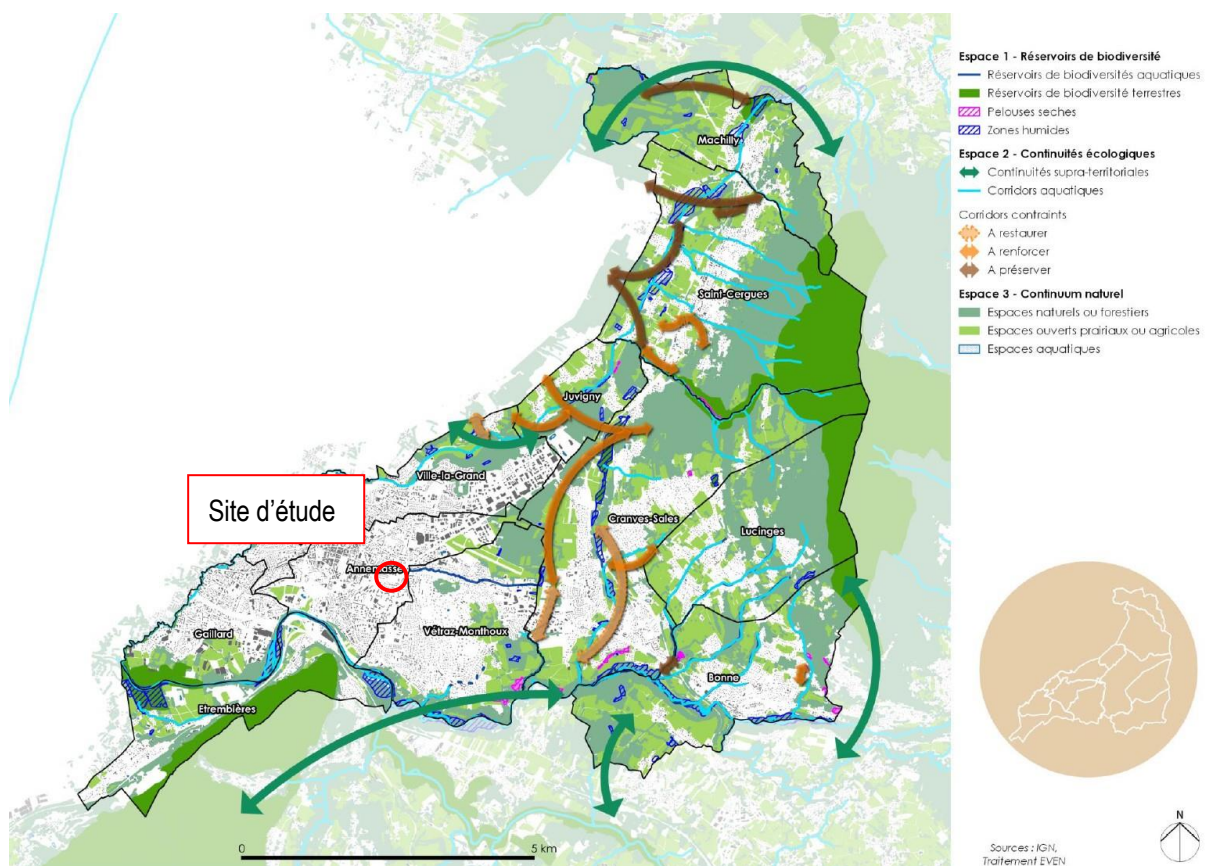 Espace 1 - Réservoirs de biodiversité
Réservoirs de biodiversités aquatiques
Réservoirs de biodiversité terrestres
Pelouses seches
Zones humides
Espace 2 - Continuités écologiques
Continuités supra-territoriales
Corridors aquatiques
Corridors contraints
A restaurer
A renforcer
A préserver
Espace 3 - Continuum naturel
Espaces naturels ou forestiers
Espaces ouverts prairiaux ou agricoles
Espaces aquatiques
Machilly
Saint-Cergues
Juvigny
Ville-la-Grand
Site d'étude
Cranves-Sales
Lucinges
Annemasse
Gaillard
Vétraz-Monthoux
Bonne
Etrembières
0
5 km
N
Sources : IGN,
Traitement EVEN